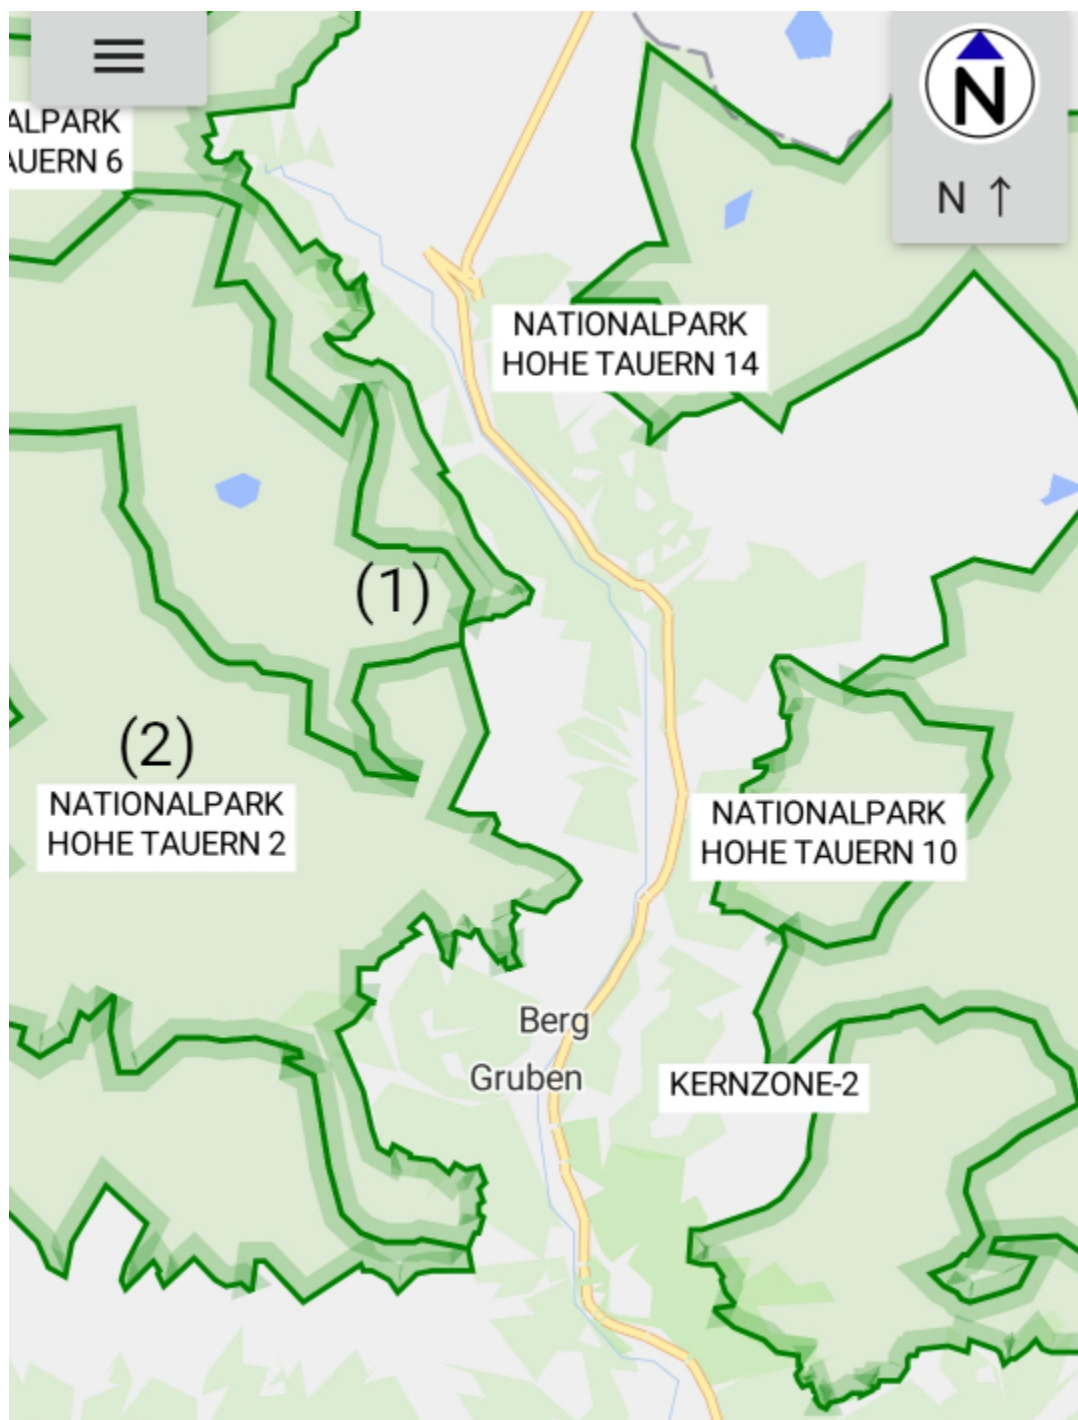 ALPARK
AUERN 6
N
N ↑
NATIONALPARK
HOHE TAUERN 14
(1)
(2)
NATIONALPARK
HOHE TAUERN 2
NATIONALPARK
HOHE TAUERN 10
Berg
Gruben
KERNZONE-2